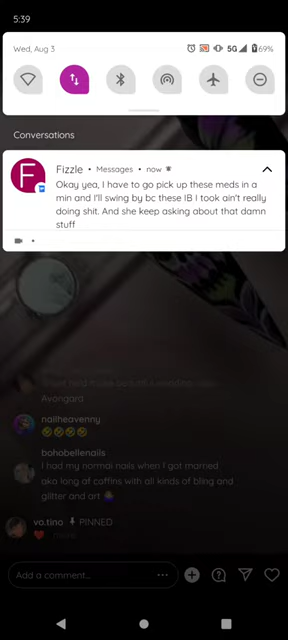 5:39
Wed, Aug 3
5G
69%
Conversations
Fizzle • Messages • now
Okay yea, I have to go pick up these meds in a
min and I'll swing by bc these IB I took ain't really
doing shit. And she keep asking about that damn
stuff
Avongard
nailheavenny
bohobellenails
I had my normal nails when I got married
ako long af coffins with all kinds of bling and
glitter and art
vo.tino PINNED
Add a comment...